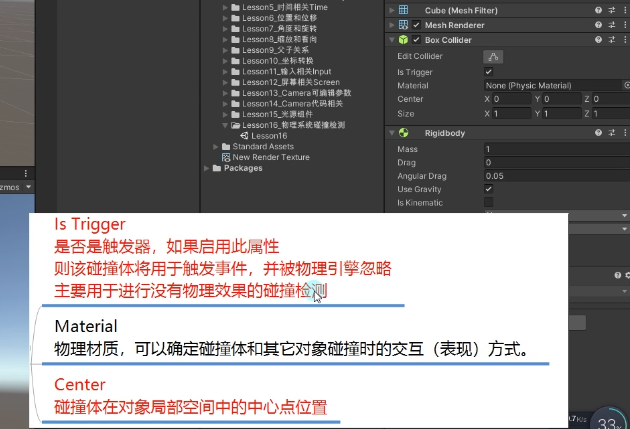 Lesson5_时间相关Time
Lesson6_位置和位移
Lesson7_角度和旋转
Lesson8_缩放和看向
Lesson9_父子关系
Lesson10_坐标转换
Lesson11_输入相关Input
Lesson12_屏幕相关Screen
Lesson13_Camera可编辑参数
Lesson14_Camera代码相关
Lesson15_光源组件
Lesson16_物理系统碰撞检测
Lesson16
Standard Assets
New Render Texture
Packages
Cube (Mesh Filter)
Mesh Renderer
Box Collider
Edit Collider
Is Trigger
Material None (Physic Material)
Center X 0 Y 0 Z 0
Size X 1 Y 1 Z 1
Rigidbody
Mass 1
Drag 0
Angular Drag 0.05
Use Gravity
Is Kinematic
zmos
Is Trigger
是否是触发器，如果启用此属性
则该碰撞体将用于触发事件，并被物理引擎忽略
主要用于进行没有物理效果的碰撞检测
Material
物理材质，可以确定碰撞体和其它对象碰撞时的交互（表现）方式。
Center
碰撞体在对象局部空间中的中心点位置
33%